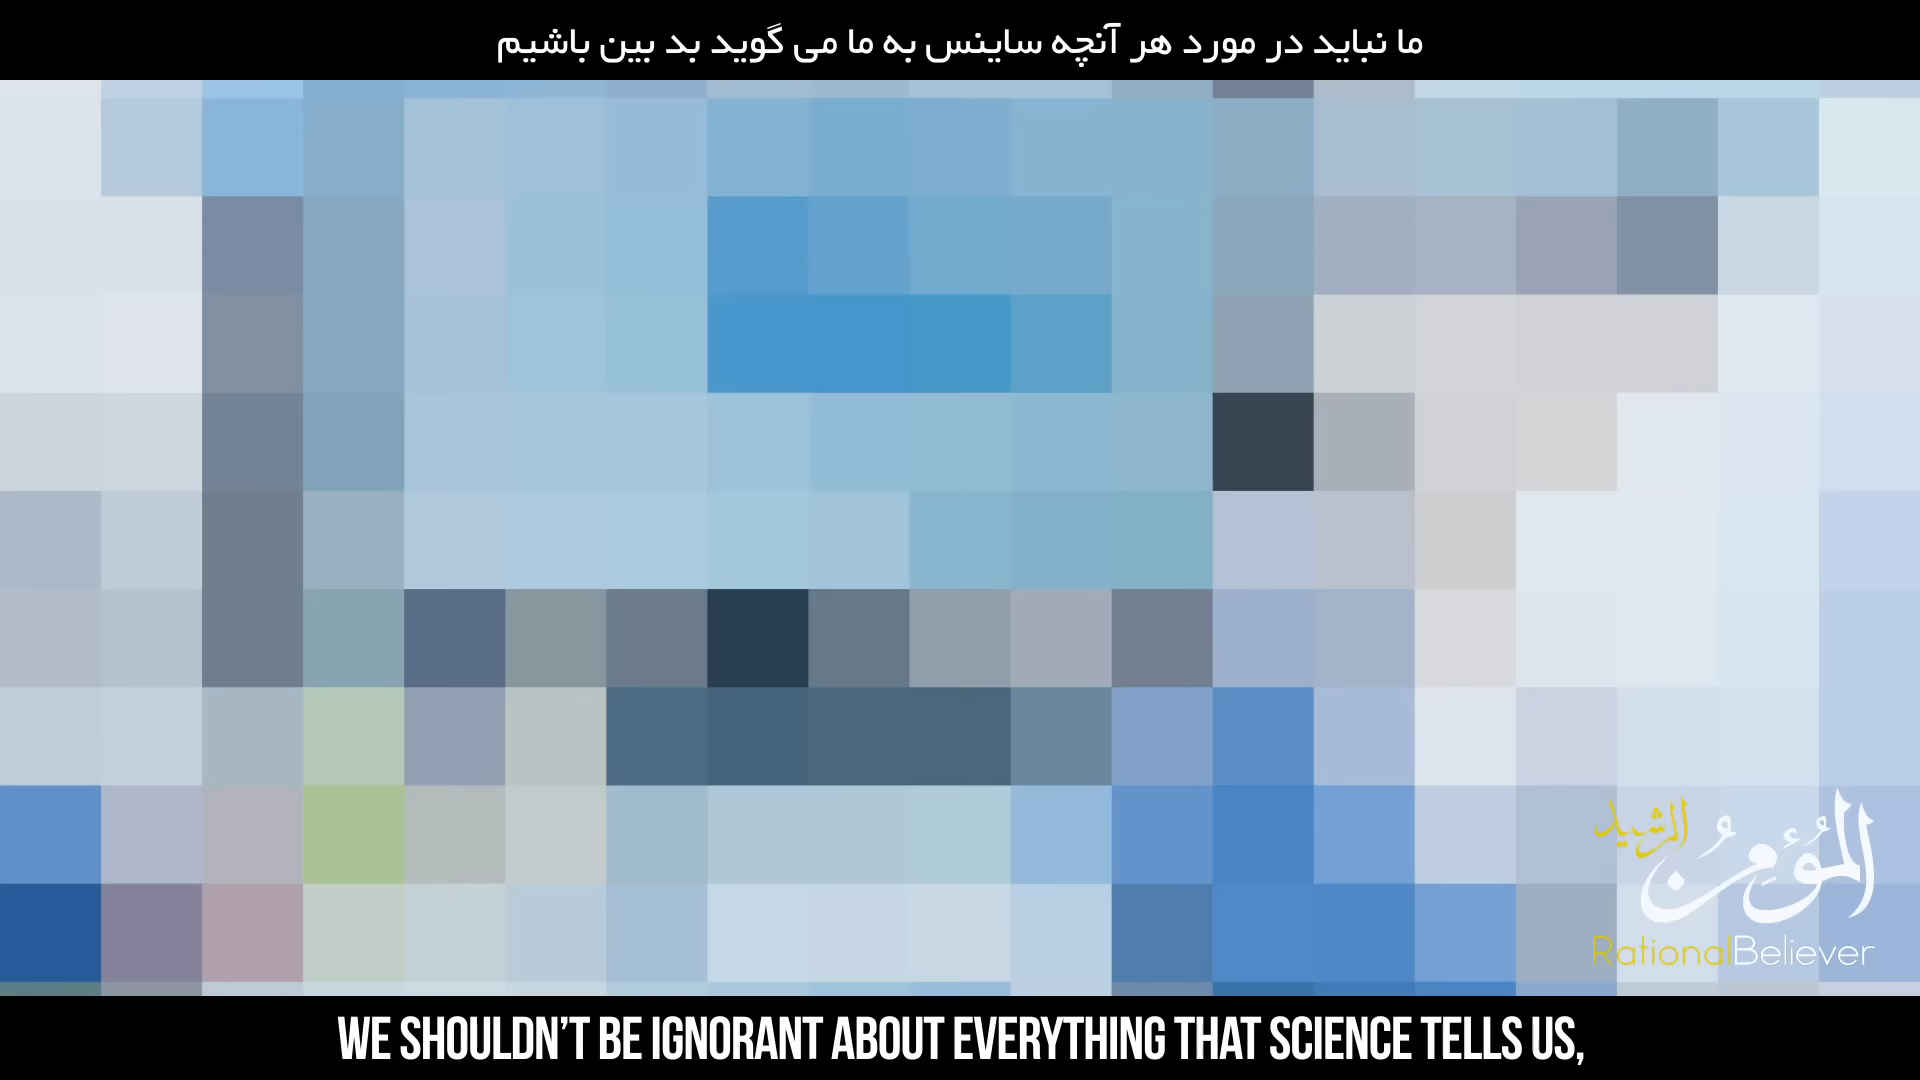 ما نباید در مورد هر آنچه ساینس به ما می گوید بد بین باشیم
الرشيد
المؤمن
RationalBeliever
WE SHOULDN'T BE IGNORANT ABOUT EVERYTHING THAT SCIENCE TELLS US,